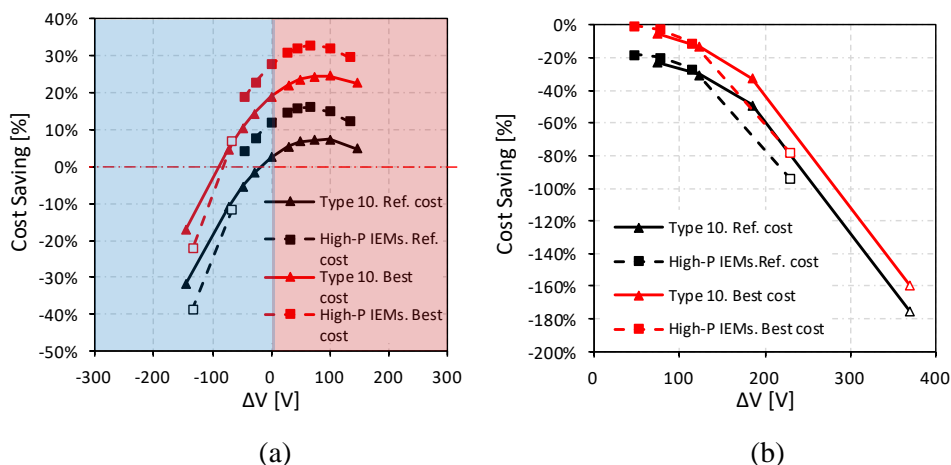 Cost Saving [%]
40%
30%
20%
10%
0%
-10%
-20%
-30%
-40%
-50%
Type 10. Ref. cost
High-P IEMs. Ref.
cost
Type 10. Best
cost
High-P IEMs. Best
cost
-300 -200 -100 0 100 200 300
ΔV [V]
(a)
Cost Saving [%]
0%
-20%
-40%
-60%
-80%
-100%
-120%
-140%
-160%
-180%
-200%
Type 10. Ref. cost
High-P IEMs.Ref. cost
Type 10. Best cost
High-P IEMs. Best cost
0 100 200 300 400
ΔV [V]
(b)